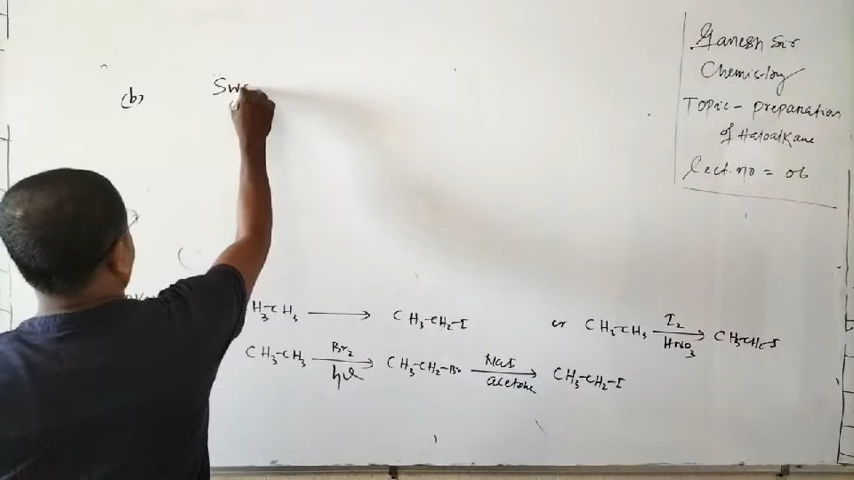 Ganesh Sir
Chemistry
Topic - preparation
of Haloalkane
Lect. no = 06
(b) Sw
H₃-CH₃ ⟶ CH₃-CH₂-I or CH₃-CH₃ I₂ ⟶ HNO₃ CH₃-CH₂-I
CH₃-CH₃ Br₂ ⟶ hν CH₃-CH₂-Br NaI ⟶ acetone CH₃-CH₂-I